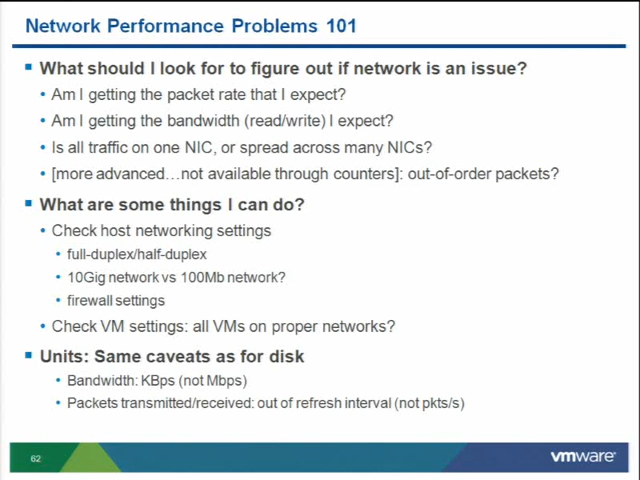 Network Performance Problems 101
What should I look for to figure out if network is an issue?
Am I getting the packet rate that I expect?
Am I getting the bandwidth (read/write) I expect?
Is all traffic on one NIC, or spread across many NICs?
[more advanced…not available through counters]: out-of-order packets?
What are some things I can do?
Check host networking settings
full-duplex/half-duplex
10Gig network vs 100Mb network?
firewall settings
Check VM settings: all VMs on proper networks?
Units: Same caveats as for disk
Bandwidth: KBps (not Mbps)
Packets transmitted/received: out of refresh interval (not pkts/s)
62
vmware®